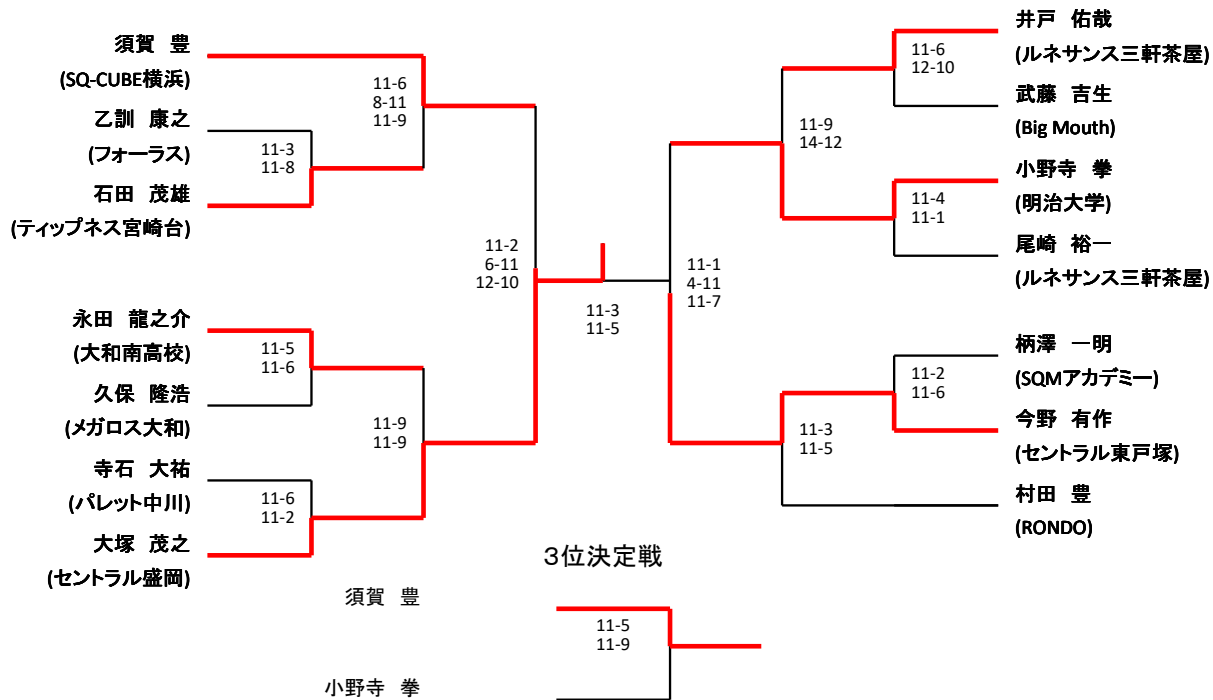 須賀 豊
(SQ-CUBE横浜)
乙訓 康之
(フォーラス)
石田 茂雄
(ティップネス宮崎台)
11-3
11-8
11-6
8-11
11-9
永田 龍之介
(大和南高校)
久保 隆浩
(メガロス大和)
11-5
11-6
寺石 大祐
(パレット中川)
大塚 茂之
(セントラル盛岡)
11-6
11-2
11-9
11-9
11-2
6-11
12-10
11-3
11-5
井戸 佑哉
(ルネサンス三軒茶屋)
武藤 吉生
(Big Mouth)
11-6
12-10
小野寺 拳
(明治大学)
尾崎 裕一
(ルネサンス三軒茶屋)
11-4
11-1
11-9
14-12
11-1
4-11
11-7
柄澤 一明
(SQMアカデミー)
今野 有作
(セントラル東戸塚)
11-2
11-6
村田 豊
(RONDO)
11-3
11-5
3位決定戦
須賀 豊
11-5
11-9
小野寺 拳